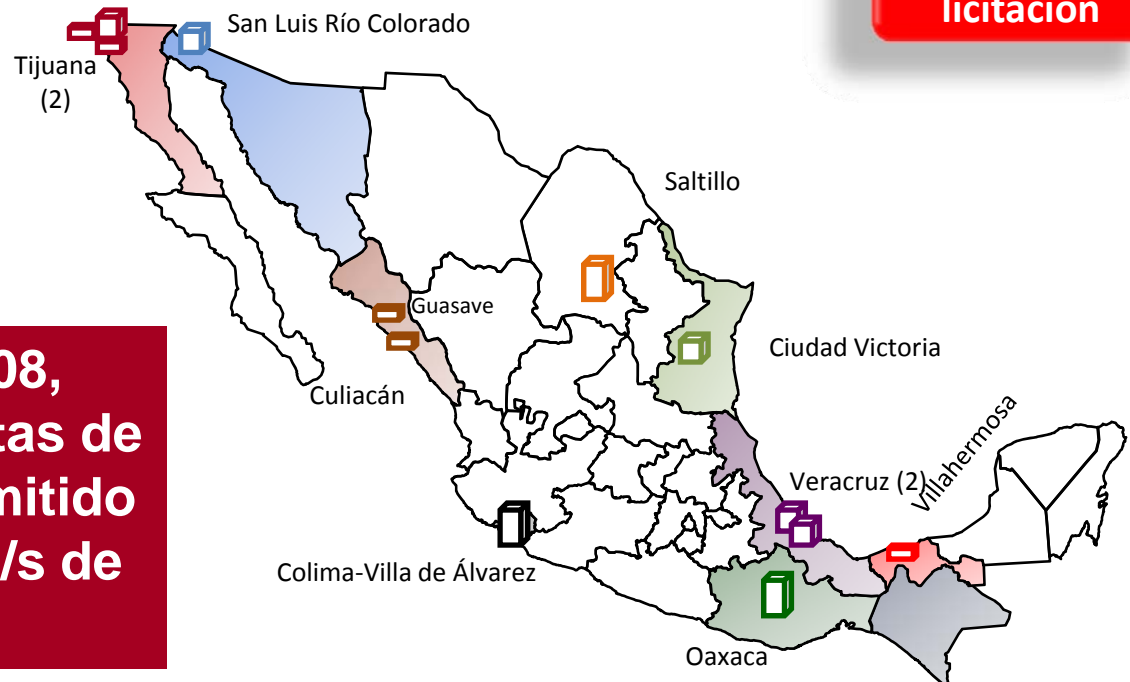 licitación
San Luis Río Colorado
Tijuana
(2)
Saltillo
Guasave
Ciudad Victoria
Culiacán
Villahermosa
Veracruz (2)
Colima-Villa de Álvarez
Oaxaca
08,
tas de
mitido
/s de